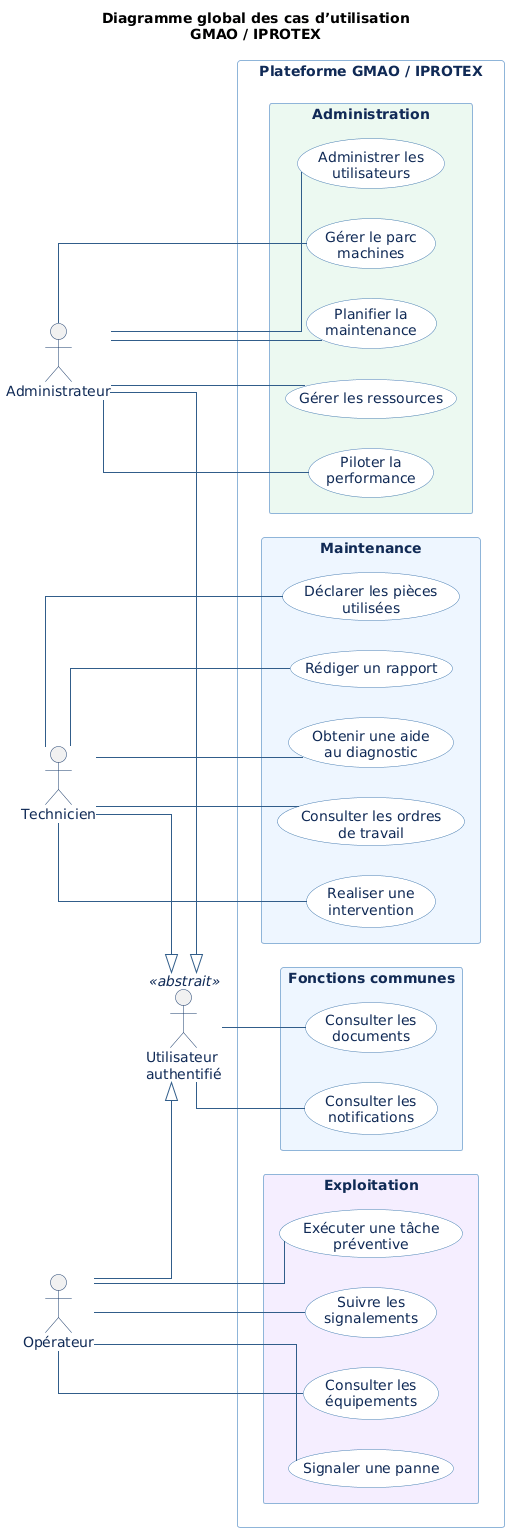 Diagramme global des cas d’utilisation
GMAO / IPROTEX
Plateforme GMAO / IPROTEX
Administration
Administrer les
utilisateurs
Gérer le parc
machines
Planifier la
maintenance
Administrateur
Gérer les ressources
Piloter la
performance
Maintenance
Déclarer les pièces
utilisées
Rédiger un rapport
Obtenir une aide
au diagnostic
Technicien
Consulter les ordres
de travail
Realiser une
intervention
Fonctions communes
«abstrait»
Consulter les
documents
Utilisateur
authentifié
Consulter les
notifications
Exploitation
Exécuter une tâche
préventive
Suivre les
signalements
Opérateur
Consulter les
équipements
Signaler une panne